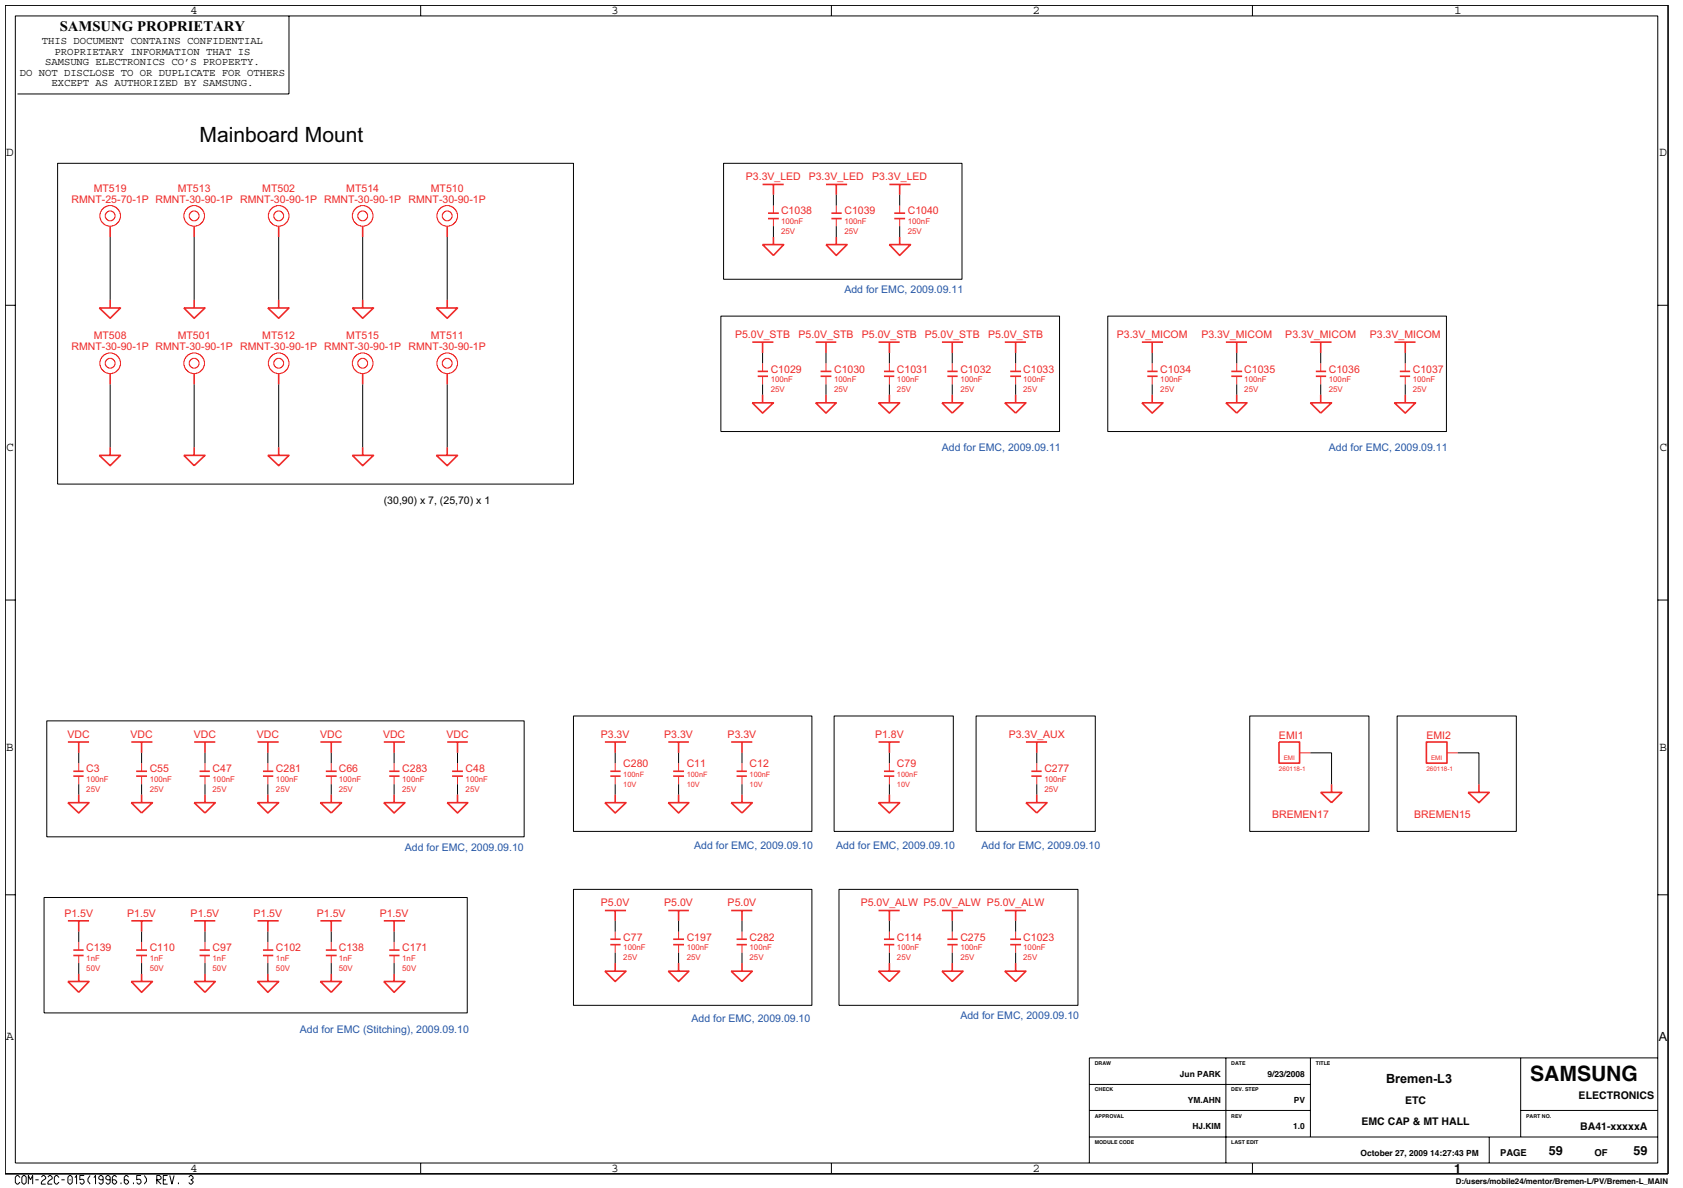 4 3 2 1
SAMSUNG PROPRIETARY
THIS DOCUMENT CONTAINS CONFIDENTIAL
PROPRIETARY INFORMATION THAT IS
SAMSUNG ELECTRONICS CO'S PROPERTY.
DO NOT DISCLOSE TO OR DUPLICATE FOR OTHERS
EXCEPT AS AUTHORIZED BY SAMSUNG.
Mainboard Mount
D D
MT519 MT513 MT502 MT514 MT510
RMNT-25-70-1P RMNT-30-90-1P RMNT-30-90-1P RMNT-30-90-1P RMNT-30-90-1P
MT508 MT501 MT512 MT515 MT511
RMNT-30-90-1P RMNT-30-90-1P RMNT-30-90-1P RMNT-30-90-1P RMNT-30-90-1P
(30,90) x 7, (25,70) x 1
P3.3V_LED P3.3V_LED P3.3V_LED
C1038 C1039 C1040
100nF 100nF 100nF
25V 25V 25V
Add for EMC, 2009.09.11
P5.0V_STB P5.0V_STB P5.0V_STB P5.0V_STB P5.0V_STB
C1029 C1030 C1031 C1032 C1033
100nF 100nF 100nF 100nF 100nF
25V 25V 25V 25V 25V
Add for EMC, 2009.09.11
P3.3V_MICOM P3.3V_MICOM P3.3V_MICOM P3.3V_MICOM
C1034 C1035 C1036 C1037
100nF 100nF 100nF 100nF
25V 25V 25V 25V
Add for EMC, 2009.09.11
C C
VDC VDC VDC VDC VDC VDC VDC
C3 C55 C47 C281 C66 C283 C48
100nF 100nF 100nF 100nF 100nF 100nF 100nF
25V 25V 25V 25V 25V 25V 25V
Add for EMC, 2009.09.10
P3.3V P3.3V P3.3V
C280 C11 C12
100nF 100nF 100nF
10V 10V 10V
Add for EMC, 2009.09.10
P1.8V
C79
100nF
10V
Add for EMC, 2009.09.10
P3.3V_AUX
C277
100nF
25V
Add for EMC, 2009.09.10
EMI1
EMI
260118-1
BREMEN17
EMI2
EMI
260118-1
BREMEN15
B B
P1.5V P1.5V P1.5V P1.5V P1.5V P1.5V
C139 C110 C97 C102 C138 C171
1nF 1nF 1nF 1nF 1nF 1nF
50V 50V 50V 50V 50V 50V
Add for EMC (Stitching), 2009.09.10
P5.0V P5.0V P5.0V
C77 C197 C282
100nF 100nF 100nF
25V 25V 25V
Add for EMC, 2009.09.10
P5.0V_ALW P5.0V_ALW P5.0V_ALW
C114 C275 C1023
100nF 100nF 100nF
25V 25V 25V
Add for EMC, 2009.09.10
A A
DRAW Jun PARK DATE 9/23/2008 TITLE
CHECK YM.AHN DEV. STEP PV
APPROVAL HJ.KIM REV 1.0
MODULE CODE LAST EDIT
Bremen-L3
ETC
EMC CAP & MT HALL
SAMSUNG
ELECTRONICS
PART NO. BA41-xxxxxA
October 27, 2009 14:27:43 PM PAGE 59 OF 59
4 3 2 1
COM-22C-015(1996.6.5) REV. 3
D:/users/mobile24/mentor/Bremen-L/PV/Bremen-L_MAIN